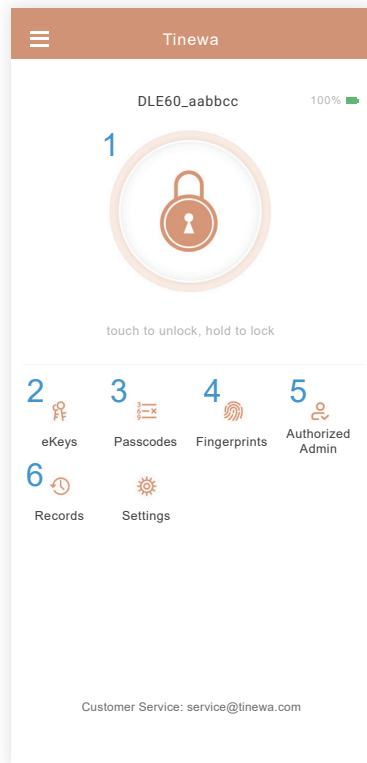 Tinewa
DLE60_aabbcc 100%
1
touch to unlock, hold to lock
2 3 4 5
eKeys Passcodes Fingerprints Authorized
Admin
6
Records Settings
Customer Service: service@tinewa.com